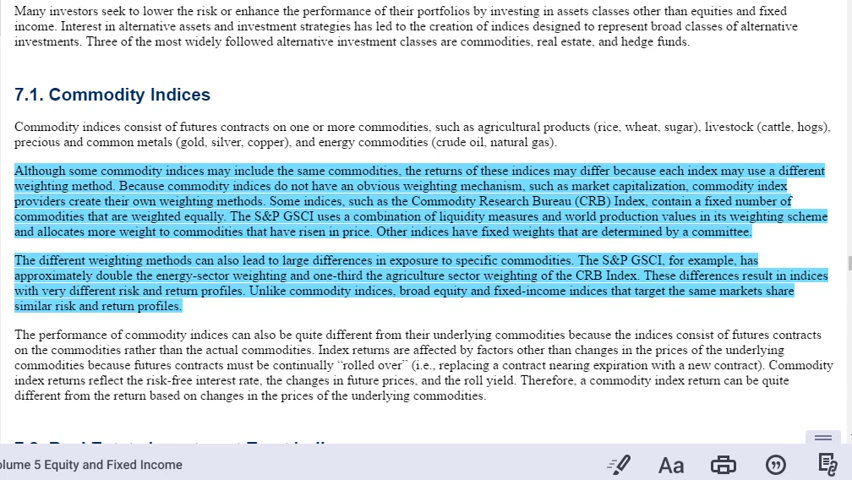 Many investors seek to lower the risk or enhance the performance of their portfolios by investing in assets classes other than equities and fixed
income. Interest in alternative assets and investment strategies has led to the creation of indices designed to represent broad classes of alternative
investments. Three of the most widely followed alternative investment classes are commodities, real estate, and hedge funds.
7.1. Commodity Indices
Commodity indices consist of futures contracts on one or more commodities, such as agricultural products (rice, wheat, sugar), livestock (cattle, hogs),
precious and common metals (gold, silver, copper), and energy commodities (crude oil, natural gas).
Although some commodity indices may include the same commodities, the returns of these indices may differ because each index may use a different
weighting method. Because commodity indices do not have an obvious weighting mechanism, such as market capitalization, commodity index
providers create their own weighting methods. Some indices, such as the Commodity Research Bureau (CRB) Index, contain a fixed number of
commodities that are weighted equally. The S&P GSCI uses a combination of liquidity measures and world production values in its weighting scheme
and allocates more weight to commodities that have risen in price. Other indices have fixed weights that are determined by a committee.
The different weighting methods can also lead to large differences in exposure to specific commodities. The S&P GSCI, for example, has
approximately double the energy-sector weighting and one-third the agriculture sector weighting of the CRB Index. These differences result in indices
with very different risk and return profiles. Unlike commodity indices, broad equity and fixed-income indices that target the same markets share
similar risk and return profiles.
The performance of commodity indices can also be quite different from their underlying commodities because the indices consist of futures contracts
on the commodities rather than the actual commodities. Index returns are affected by factors other than changes in the prices of the underlying
commodities because futures contracts must be continually “rolled over” (i.e., replacing a contract nearing expiration with a new contract). Commodity
index returns reflect the risk-free interest rate, the changes in future prices, and the roll yield. Therefore, a commodity index return can be quite
different from the return based on changes in the prices of the underlying commodities.
olume 5 Equity and Fixed Income
Aa